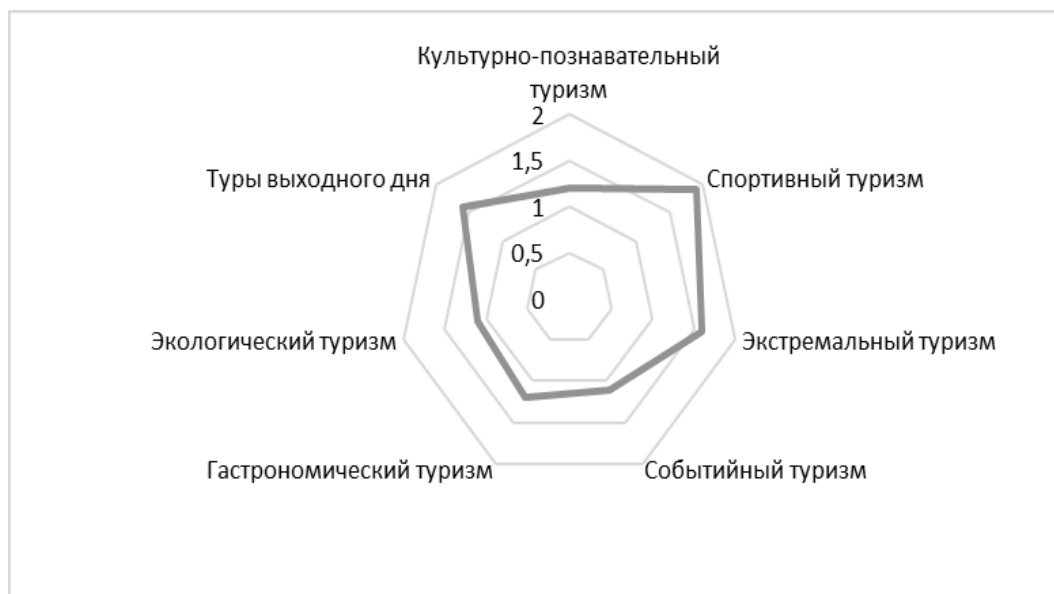 Культурно-познавательный
туризм
2
1,5
1
0,5
0
Туры выходного дня
Спортивный туризм
Экологический туризм
Экстремальный туризм
Гастрономический туризм
Событийный туризм